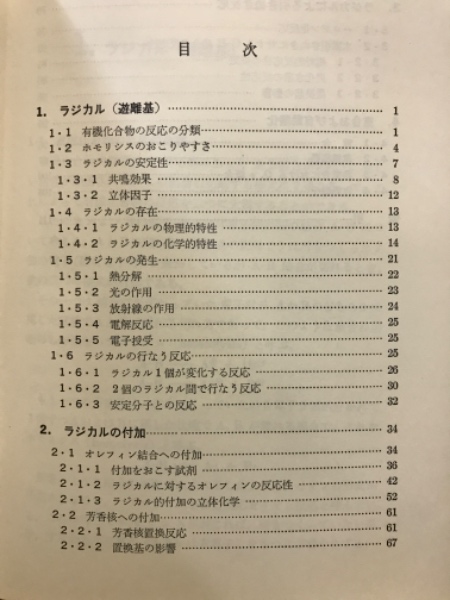 目 次
1. ラジカル（遊離基）…………1
1・1 有機化合物の反応の分類…………1
1・2 ホモリシスのおこりやすさ…………4
1・3 ラジカルの安定性…………7
1・3・1 共鳴効果…………8
1・3・2 立体因子…………12
1・4 ラジカルの存在…………13
1・4・1 ラジカルの物理的特性…………13
1・4・2 ラジカルの化学的特性…………14
1・5 ラジカルの発生…………21
1・5・1 熱分解…………22
1・5・2 光の作用…………23
1・5・3 放射線の作用…………24
1・5・4 電解反応…………25
1・5・5 電子授受…………25
1・6 ラジカルの行なう反応…………25
1・6・1 ラジカル1個が変化する反応…………26
1・6・2 2個のラジカル間で行なう反応…………30
1・6・3 安定分子との反応…………32
2. ラジカルの付加…………34
2・1 オレフィン結合への付加…………34
2・1・1 付加をおこす試剤…………36
2・1・2 ラジカルに対するオレフィンの反応性…………42
2・1・3 ラジカル的付加の立体化学…………52
2・2 芳香核への付加…………61
2・2・1 芳香核置換反応…………61
2・2・2 置換基の影響…………67